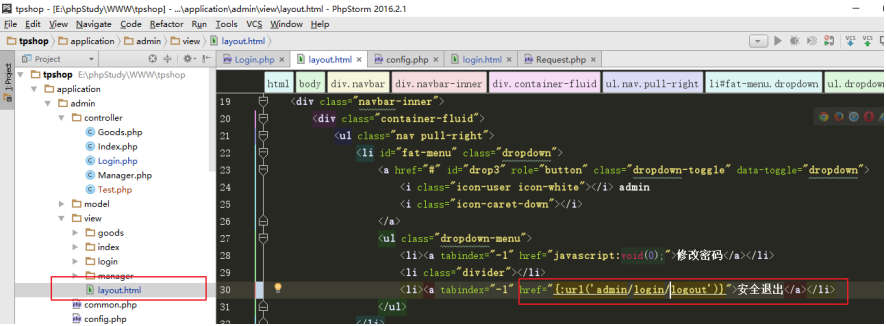 tpshop - [E:\phpStudy\WWW\tpshop] - ...\application\admin\view\layout.html - PhpStorm 2016.2.1
File Edit View Navigate Code Refactor Run Tools VCS Window Help
tpshop application admin view layout.html
Project Login.php layout.html config.php login.html Request.php
1: Project
tpshop E:\phpStudy\WWW\tpshop
application
admin
controller
Goods.php
Index.php
Login.php
Manager.php
Test.php
model
view
goods
index
login
manager
layout.html
common.php
config.php
html body div.navbar div.navbar-inner div.container-fluid ul.nav.pull-right li#fat-menu.dropdown ul.dropdow
19 <div class="navbar-inner">
20 <div class="container-fluid">
21 <ul class="nav pull-right">
22 <li id="fat-menu" class="dropdown">
23 <a href="#" id="drop3" role="button" class="dropdown-toggle" data-toggle="dropdown">
24 <i class="icon-user icon-white"></i> admin
25 <i class="icon-caret-down"></i>
26 </a>
27 <ul class="dropdown-menu">
28 <li><a tabindex="-1" href="javascript:void(0);">修改密码</a></li>
29 <li class="divider"></li>
30 <li><a tabindex="-1" href="{:url('admin/login/logout')}">安全退出</a></li>
31 </ul>
32 </li>